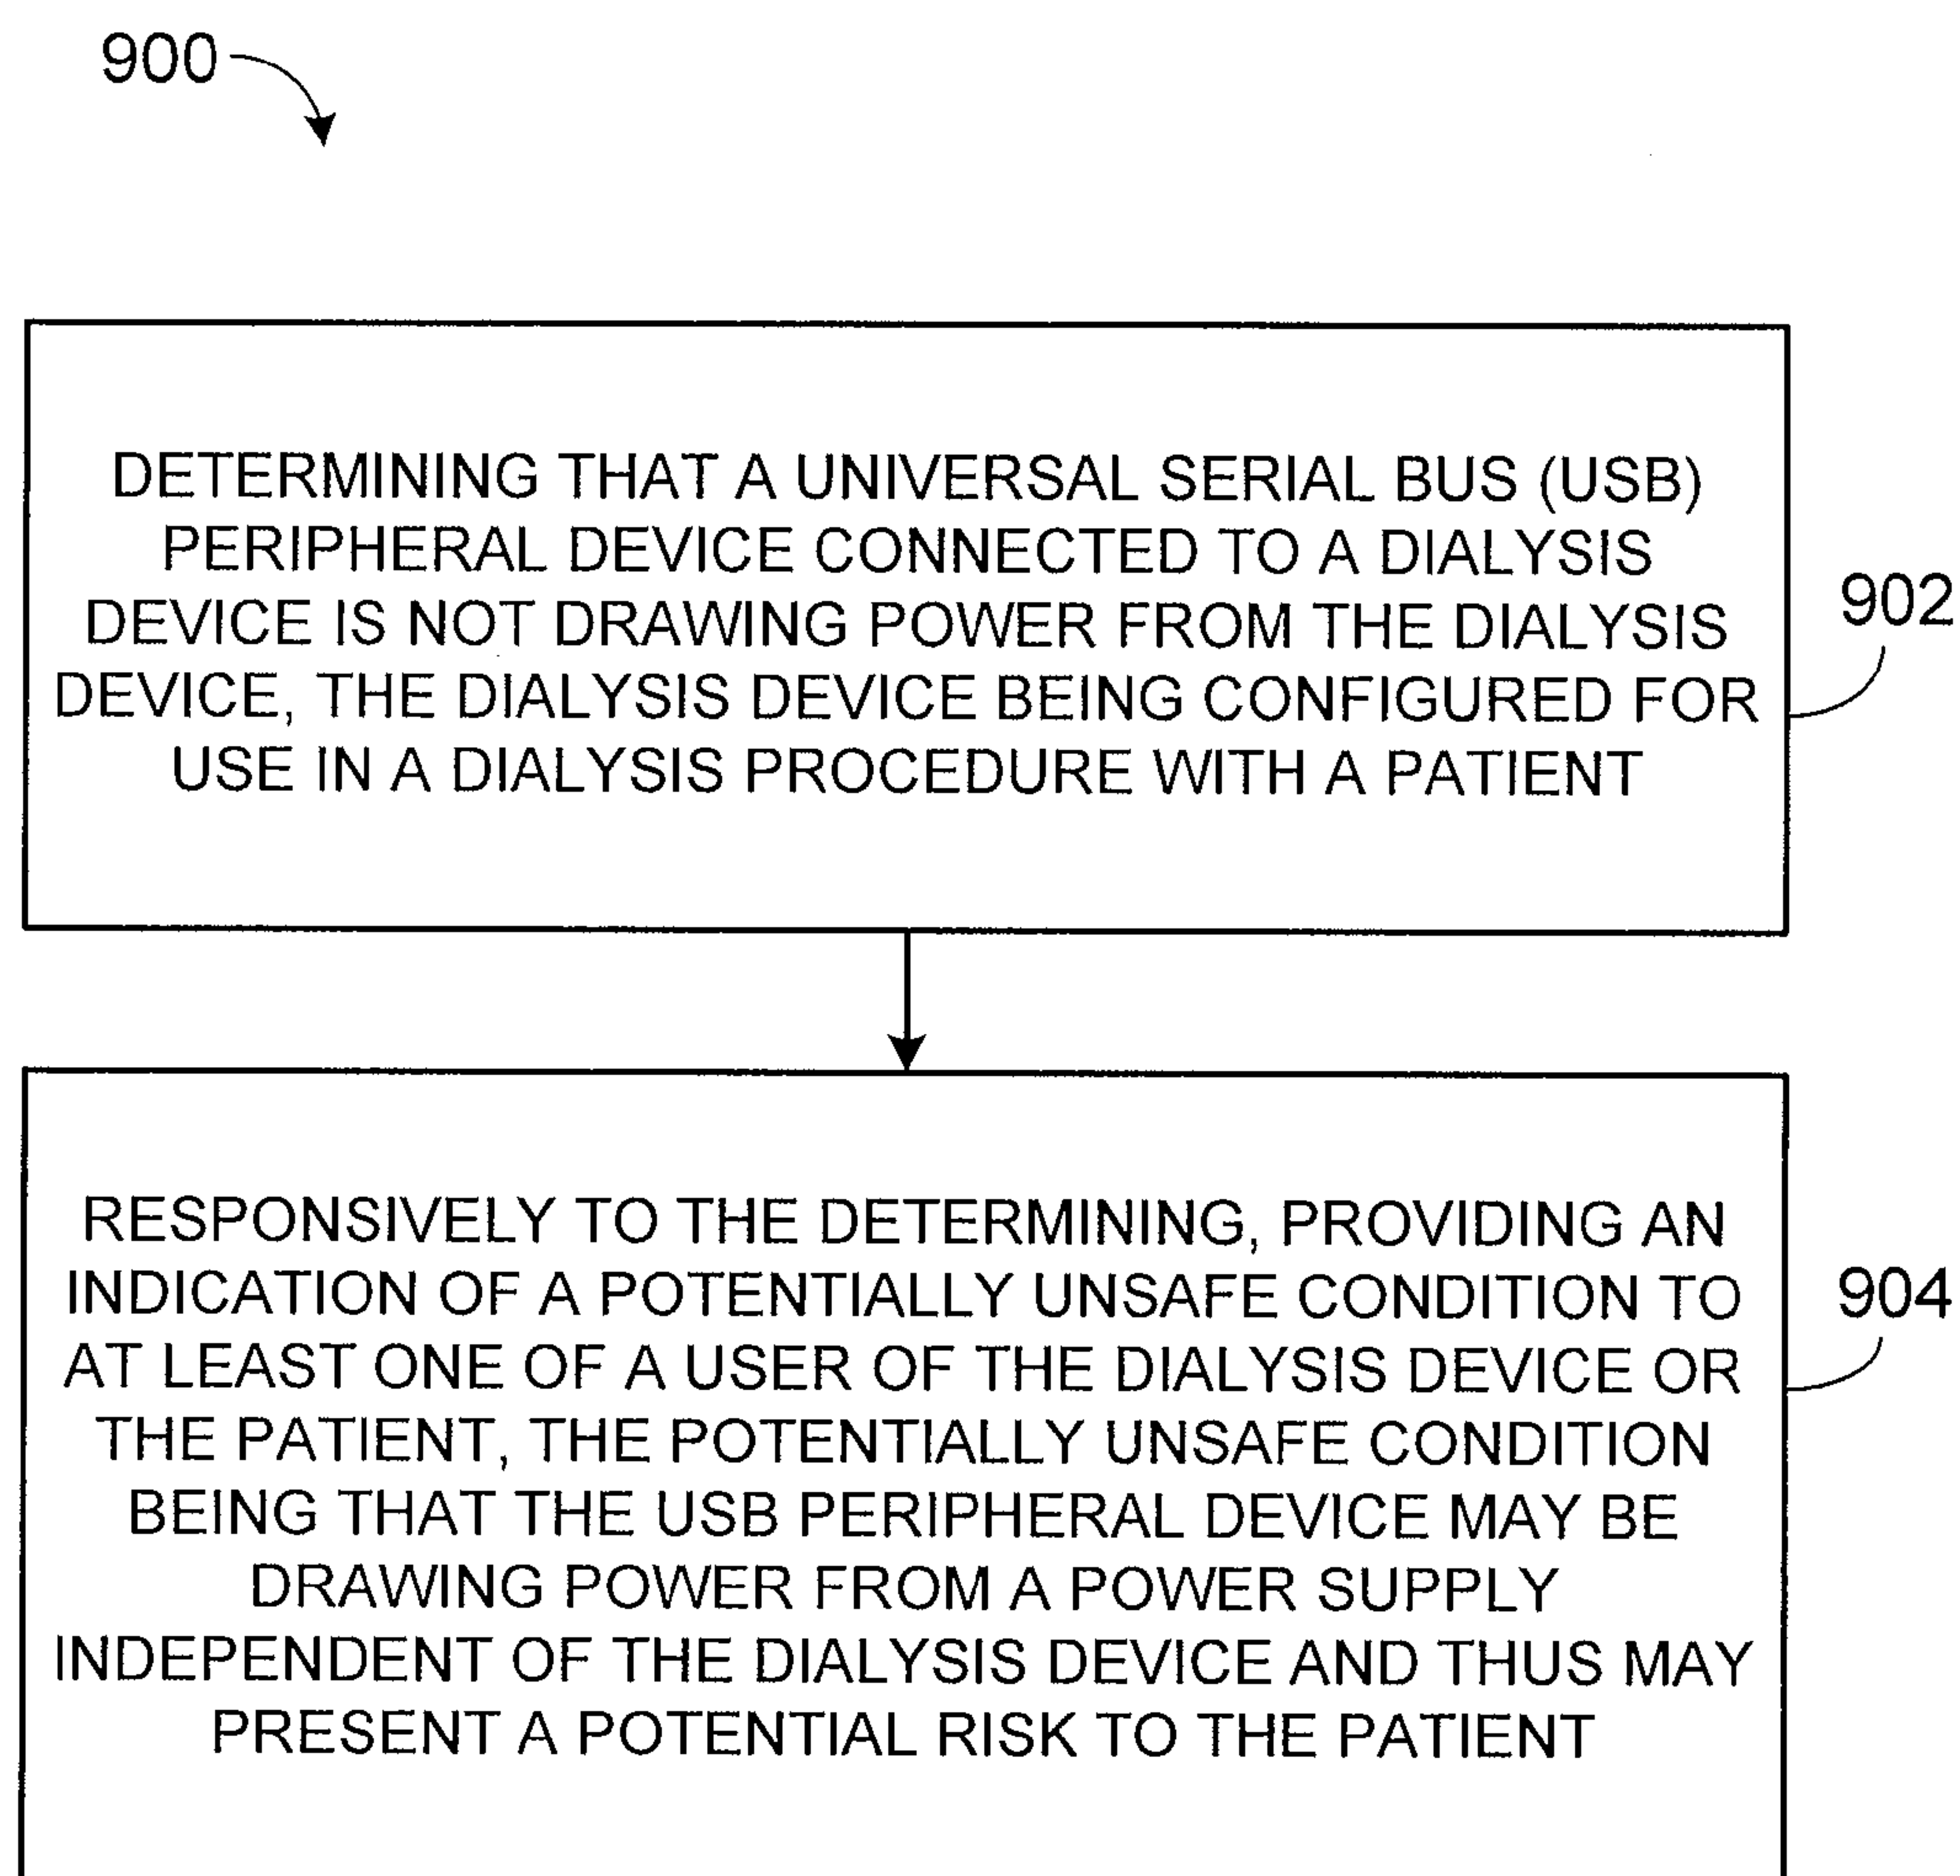 900
DETERMINING THAT A UNIVERSAL SERIAL BUS (USB)
PERIPHERAL DEVICE CONNECTED TO A DIALYSIS
DEVICE IS NOT DRAWING POWER FROM THE DIALYSIS
DEVICE, THE DIALYSIS DEVICE BEING CONFIGURED FOR
USE IN A DIALYSIS PROCEDURE WITH A PATIENT
902
RESPONSIVELY TO THE DETERMINING, PROVIDING AN
INDICATION OF A POTENTIALLY UNSAFE CONDITION TO
AT LEAST ONE OF A USER OF THE DIALYSIS DEVICE OR
THE PATIENT, THE POTENTIALLY UNSAFE CONDITION
BEING THAT THE USB PERIPHERAL DEVICE MAY BE
DRAWING POWER FROM A POWER SUPPLY
INDEPENDENT OF THE DIALYSIS DEVICE AND THUS MAY
PRESENT A POTENTIAL RISK TO THE PATIENT
904